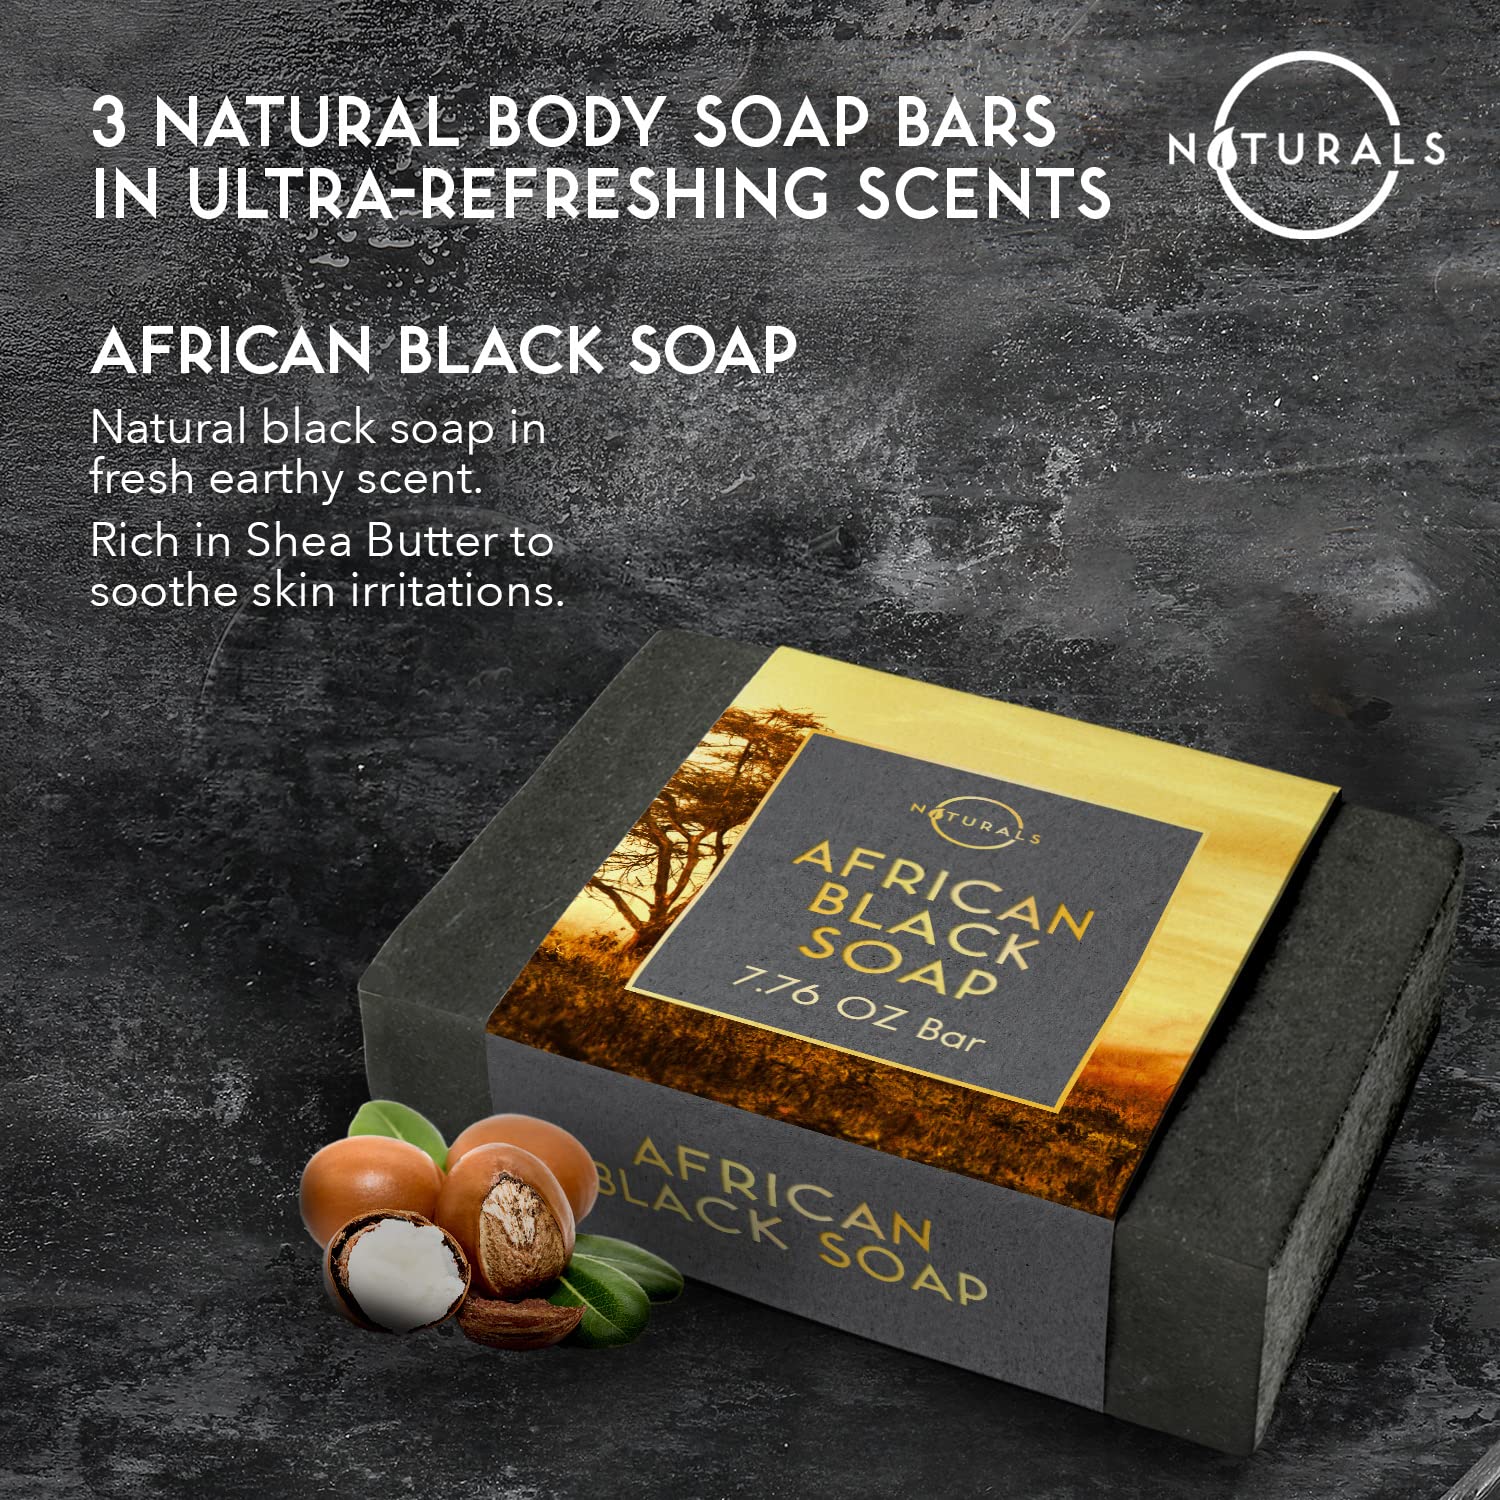 3 NATURAL BODY SOAP BARS
IN ULTRA-REFRESHING SCENTS
NATURALS
AFRICAN BLACK SOAP
Natural black soap in
fresh earthy scent.
Rich in Shea Butter to
soothe skin irritations.
NATURALS
AFRICAN
BLACK
SOAP
7.76 OZ Bar
AFRICAN
BLACK SOAP